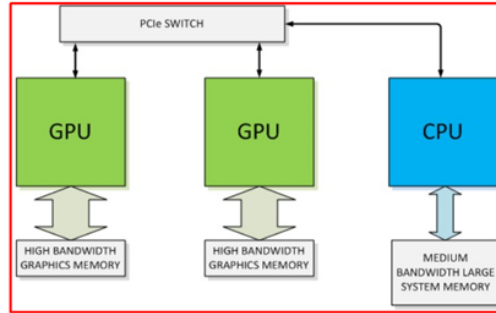 PCIe SWITCH
GPU
GPU
CPU
HIGH BANDWIDTH
GRAPHICS MEMORY
HIGH BANDWIDTH
GRAPHICS MEMORY
MEDIUM
BANDWIDTH LARGE
SYSTEM MEMORY